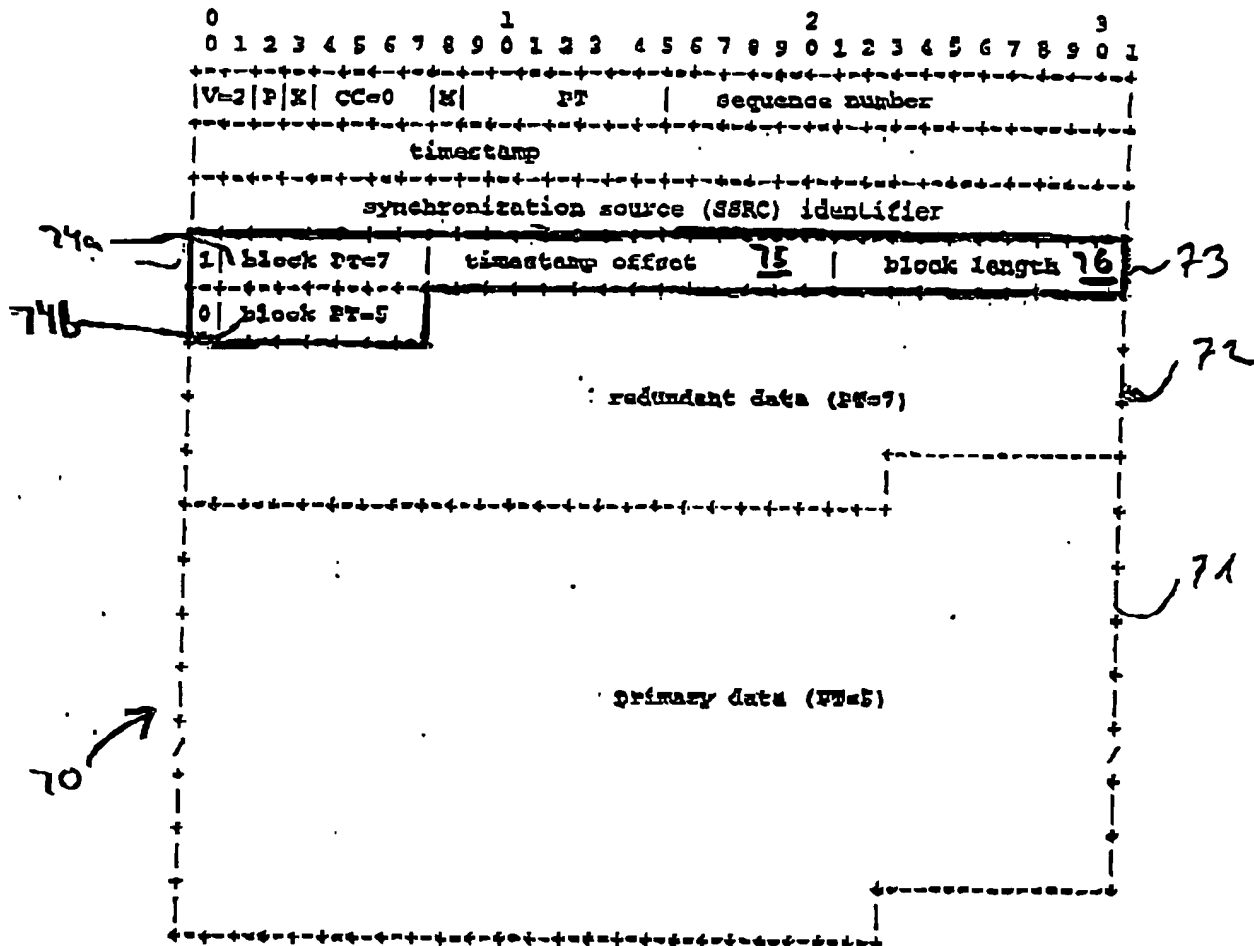 0 1 2 3
0 1 2 3 4 5 6 7 8 9 0 1 2 3 4 5 6 7 8 9 0 1 2 3 4 5 6 7 8 9 0 1
|V=2|P|X| CC=0 |M| PT | sequence number
timestamp
synchronization source (SSRC) identifier
74a
1| block PT=7 | timestamp offset 75 | block length 76
73
74b
0| block PT=5
72
redundant data (PT=7)
71
primary data (PT=5)
70